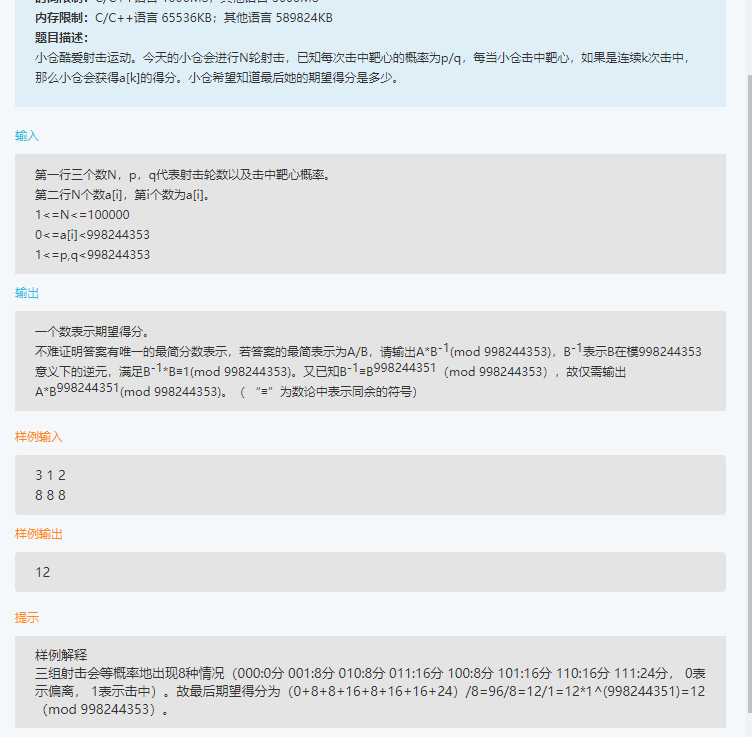 时间限制：C/C++语言 1000MS；其他语言 3000MS
内存限制：C/C++语言 65536KB；其他语言 589824KB
题目描述：
小仓酷爱射击运动。今天的小仓会进行N轮射击，已知每次击中靶心的概率为p/q，每当小仓击中靶心，如果是连续k次击中，
那么小仓会获得a[k]的得分。小仓希望知道最后她的期望得分是多少。
输入
第一行三个数N，p，q代表射击轮数以及击中靶心概率。
第二行N个数a[i]，第i个数为a[i]。
1<=N<=100000
0<=a[i]<998244353
1<=p,q<998244353
输出
一个数表示期望得分。
不难证明答案有唯一的最简分数表示，若答案的最简表示为A/B，请输出A*B⁻¹(mod 998244353)，B⁻¹表示B在模998244353
意义下的逆元，满足B⁻¹*B≡1(mod 998244353)。又已知B⁻¹≡B⁹⁹⁸²⁴⁴³⁵¹（mod 998244353），故仅需输出
A*B⁹⁹⁸²⁴⁴³⁵¹(mod 998244353)。（ “≡”为数论中表示同余的符号）
样例输入
3 1 2
8 8 8
样例输出
12
提示
样例解释
三组射击会等概率地出现8种情况（000:0分 001:8分 010:8分 011:16分 100:8分 101:16分 110:16分 111:24分， 0表
示偏离， 1表示击中）。故最后期望得分为（0+8+8+16+8+16+16+24）/8=96/8=12/1=12*1^(998244351)=12
（mod 998244353）。